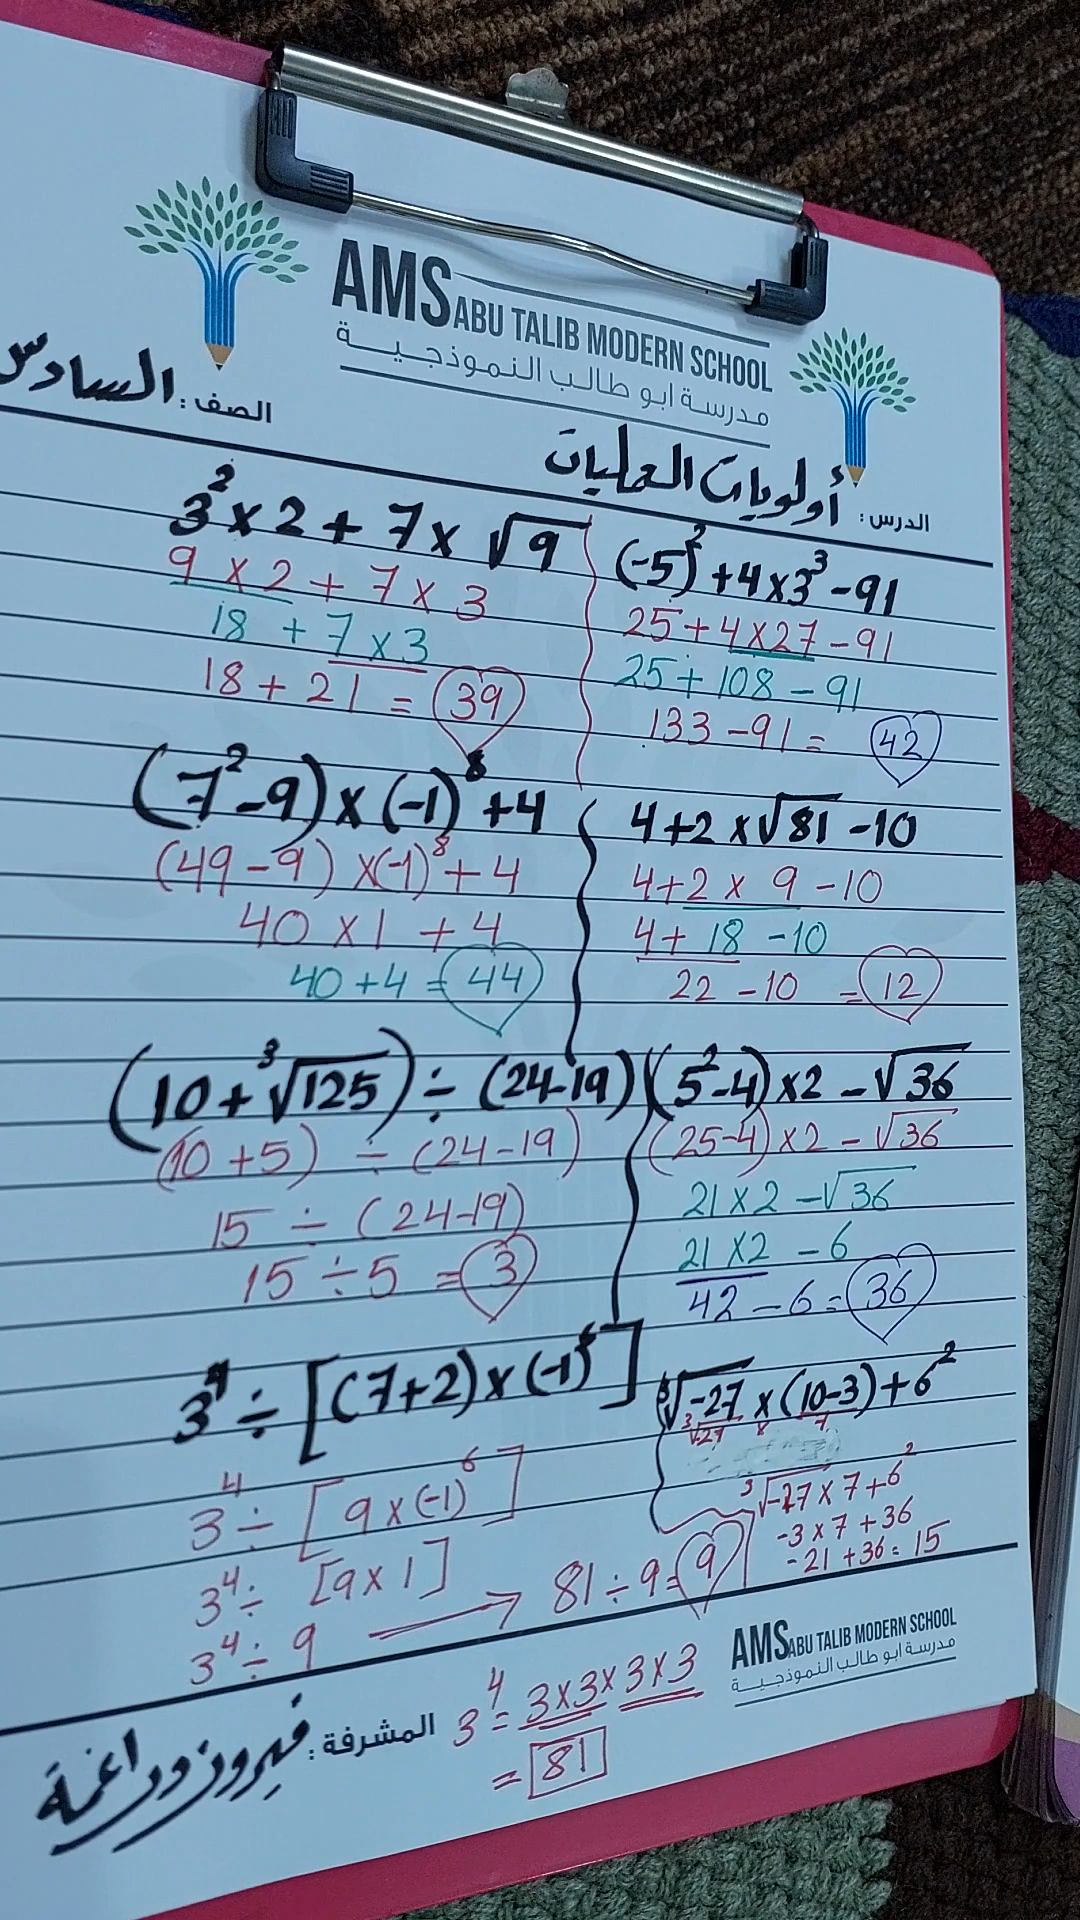 AMS ABU TALIB MODERN SCHOOL
مدرسة ابو طالب النموذجية
الصف: السادس
الدرس: أولويات العمليات
3² × 2 + 7 × √9
9 × 2 + 7 × 3
18 + 7 × 3
18 + 21 = 39
(-5)² + 4 × 3³ - 91
25 + 4 × 27 - 91
25 + 108 - 91
133 - 91 = 42
(7² - 9) × (-1)⁸ + 4
(49 - 9) × (-1)⁸ + 4
40 × 1 + 4
40 + 4 = 44
4 + 2 × √81 - 10
4 + 2 × 9 - 10
4 + 18 - 10
22 - 10 = 12
(10 + ³√125) ÷ (24 - 19)
(10 + 5) ÷ (24 - 19)
15 ÷ (24 - 19)
15 ÷ 5 = 3
(5² - 4) × 2 - √36
(25 - 4) × 2 - √36
21 × 2 - √36
21 × 2 - 6
42 - 6 = 36
3⁴ ÷ [(7 + 2) × (-1)⁶]
3⁴ ÷ [9 × (-1)⁶]
3⁴ ÷ [9 × 1]
3⁴ ÷ 9 → 81 ÷ 9 = 9
3⁴ = 3 × 3 × 3 × 3
= 81
³√-27 × (10 - 3) + 6²
³√-27 × 7
³√-27 × 7 + 6²
-3 × 7 + 36
-21 + 36 = 15
AMS ABU TALIB MODERN SCHOOL
مدرسة ابو طالب النموذجية
المشرفة: فيروز